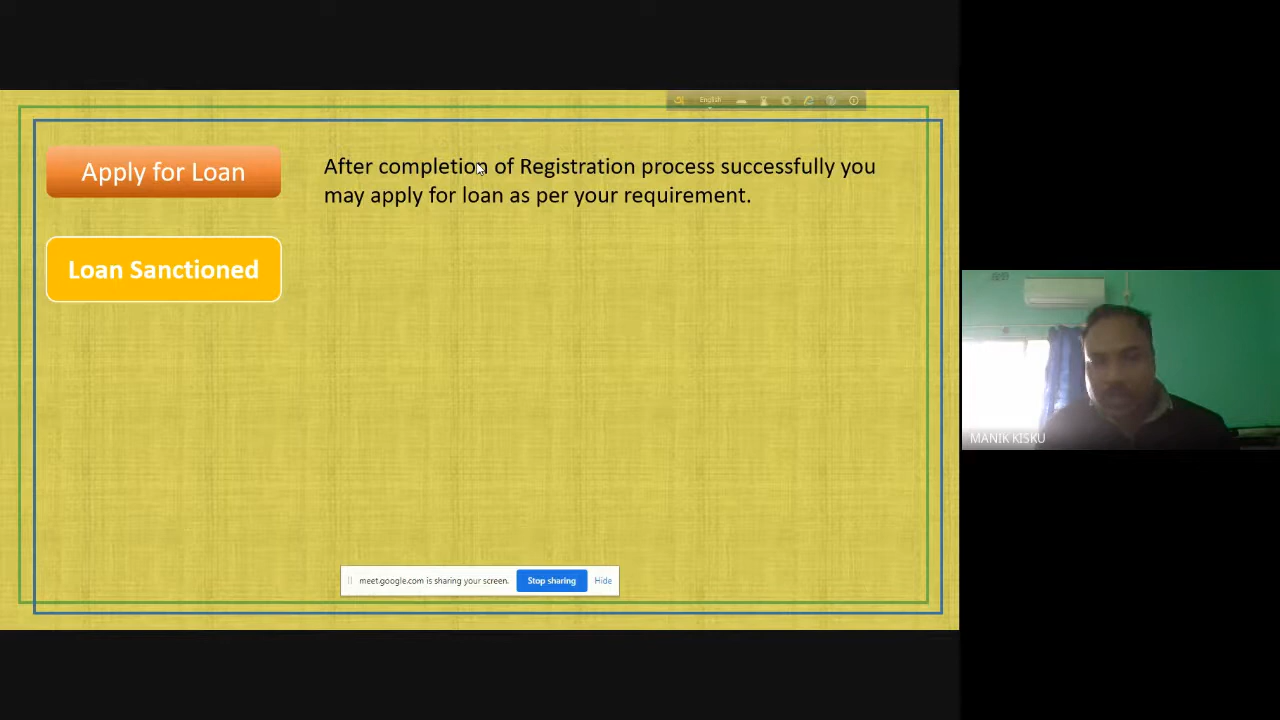 English
Apply for Loan
After completion of Registration process successfully you
may apply for loan as per your requirement.
Loan Sanctioned
MANIK KISKU
meet.google.com is sharing your screen.
Stop sharing
Hide